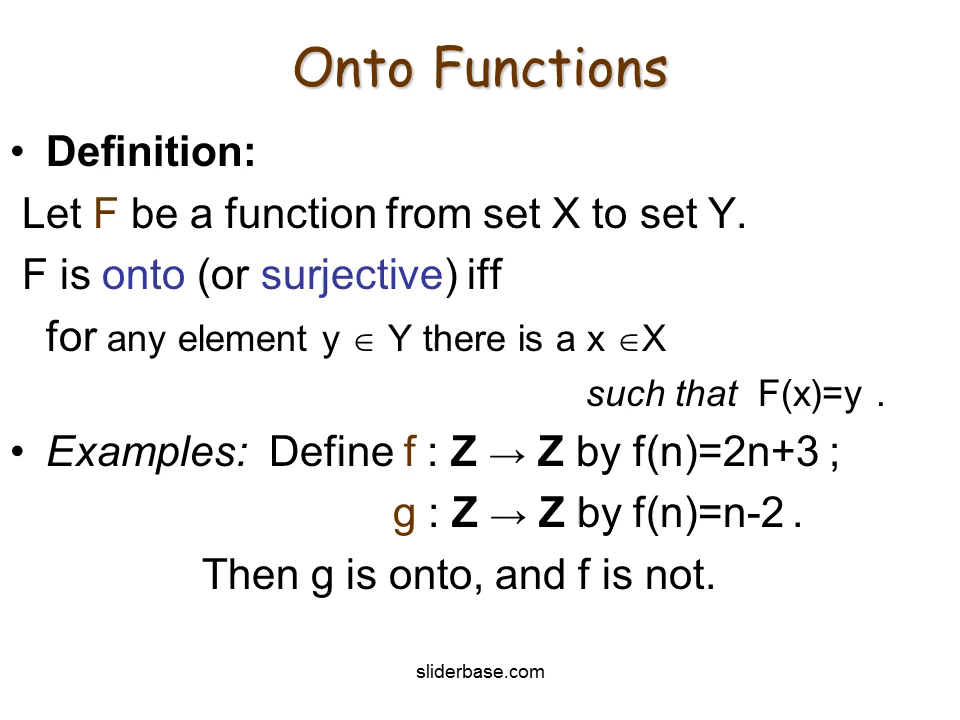 Onto Functions
• Definition:
Let F be a function from set X to set Y.
F is onto (or surjective) iff
for any element y ∈ Y there is a x ∈X
such that F(x)=y .
• Examples: Define f : Z → Z by f(n)=2n+3 ;
g : Z → Z by f(n)=n-2 .
Then g is onto, and f is not.
sliderbase.com